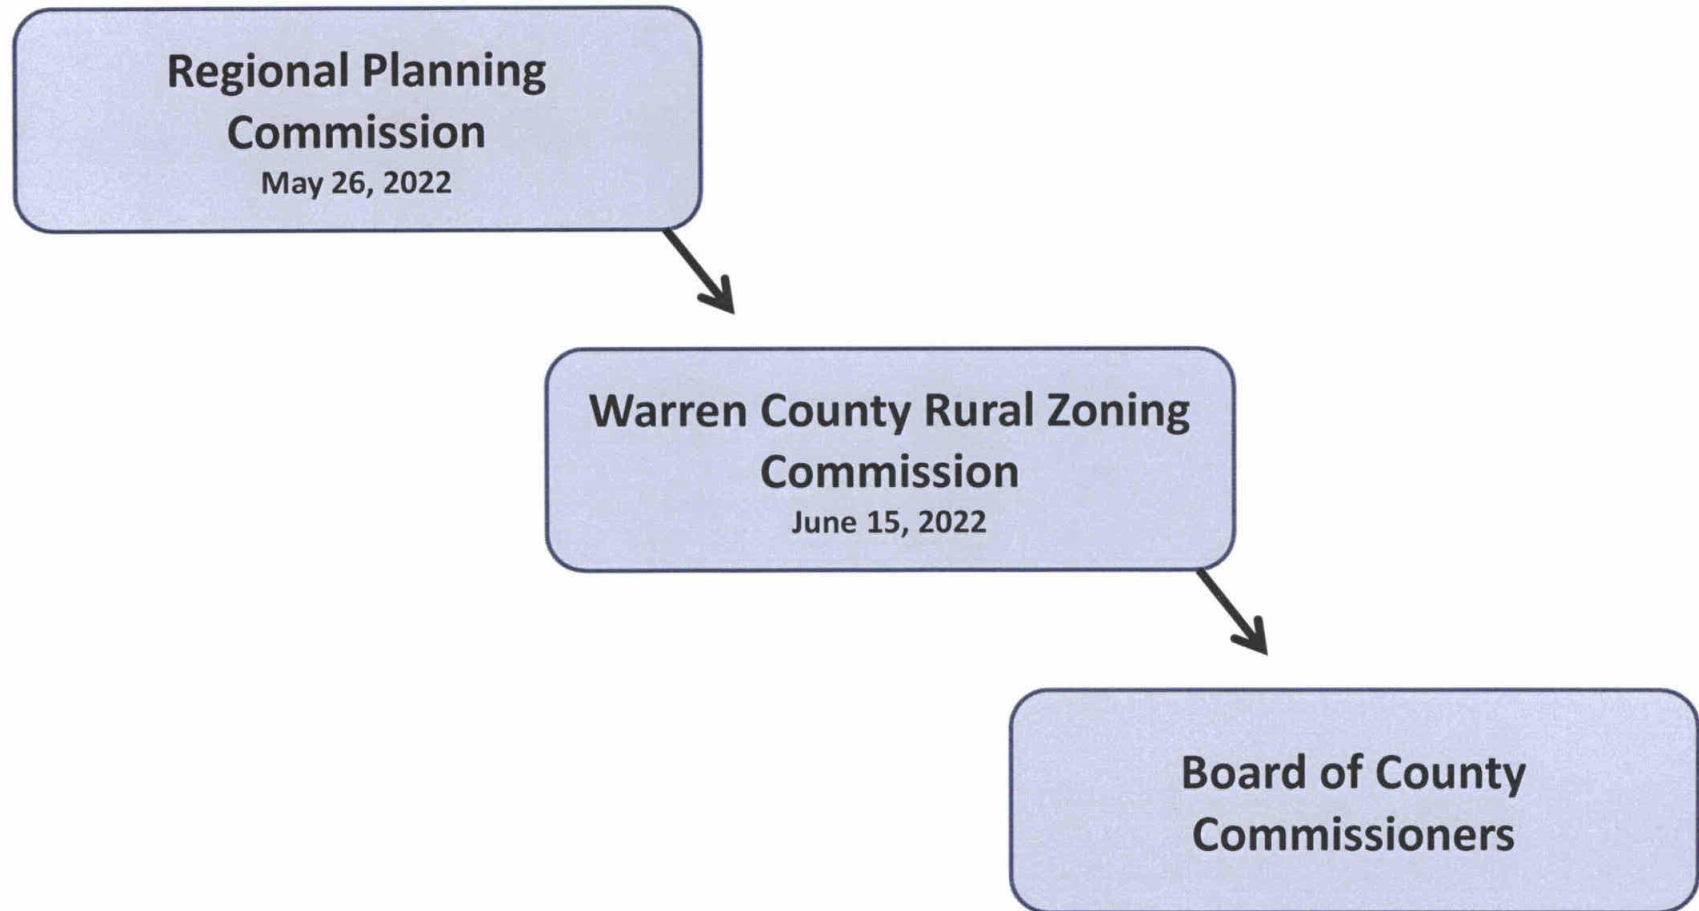 Regional Planning
Commission
May 26, 2022
Warren County Rural Zoning
Commission
June 15, 2022
Board of County
Commissioners